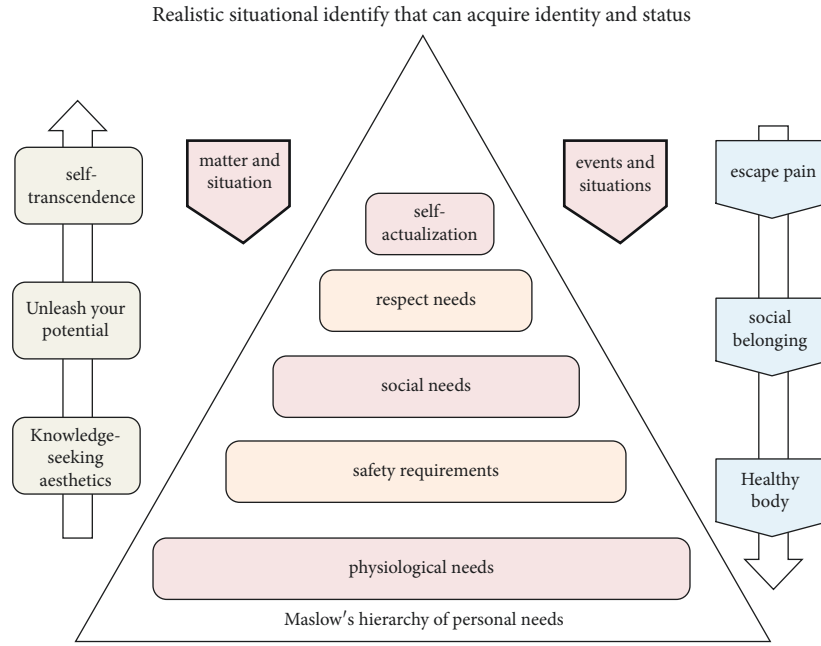 Realistic situational identify that can acquire identity and status
self-
transcendence
Unleash your
potential
Knowledge-
seeking
aesthetics
matter and
situation
self-
actualization
respect needs
social needs
safety requirements
physiological needs
Maslow's hierarchy of personal needs
events and
situations
escape pain
social
belonging
Healthy
body